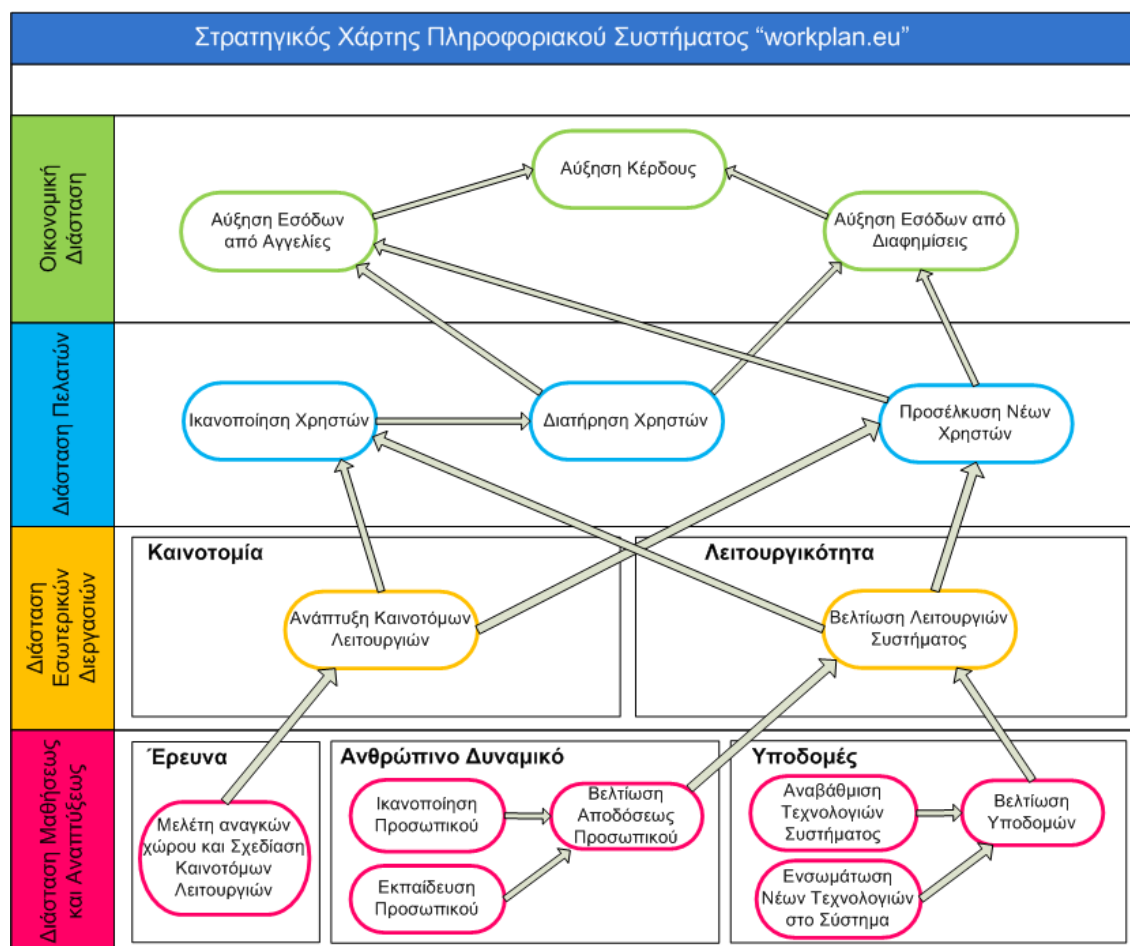 Στρατηγικός Χάρτης Πληροφοριακού Συστήματος “workplan.eu”
Οικονομική
Διάσταση
Αύξηση Κέρδους
Αύξηση Εσόδων
από Αγγελίες
Αύξηση Εσόδων από
Διαφημίσεις
Διάσταση Πελατών
Ικανοποίηση Χρηστών
Διατήρηση Χρηστών
Προσέλκυση Νέων
Χρηστών
Διάσταση
Εσωτερικών
Διεργασιών
Καινοτομία
Ανάπτυξη Καινοτόμων
Λειτουργιών
Λειτουργικότητα
Βελτίωση Λειτουργιών
Συστήματος
Διάσταση Μαθήσεως
και Αναπτύξεως
Έρευνα
Μελέτη αναγκών
χώρου και Σχεδίαση
Καινοτόμων
Λειτουργιών
Ανθρώπινο Δυναμικό
Ικανοποίηση
Προσωπικού
Βελτίωση
Αποδόσεως
Προσωπικού
Εκπαίδευση
Προσωπικού
Υποδομές
Αναβάθμιση
Τεχνολογιών
Συστήματος
Βελτίωση
Υποδομών
Ενσωμάτωση
Νέων Τεχνολογιών
στο Σύστημα